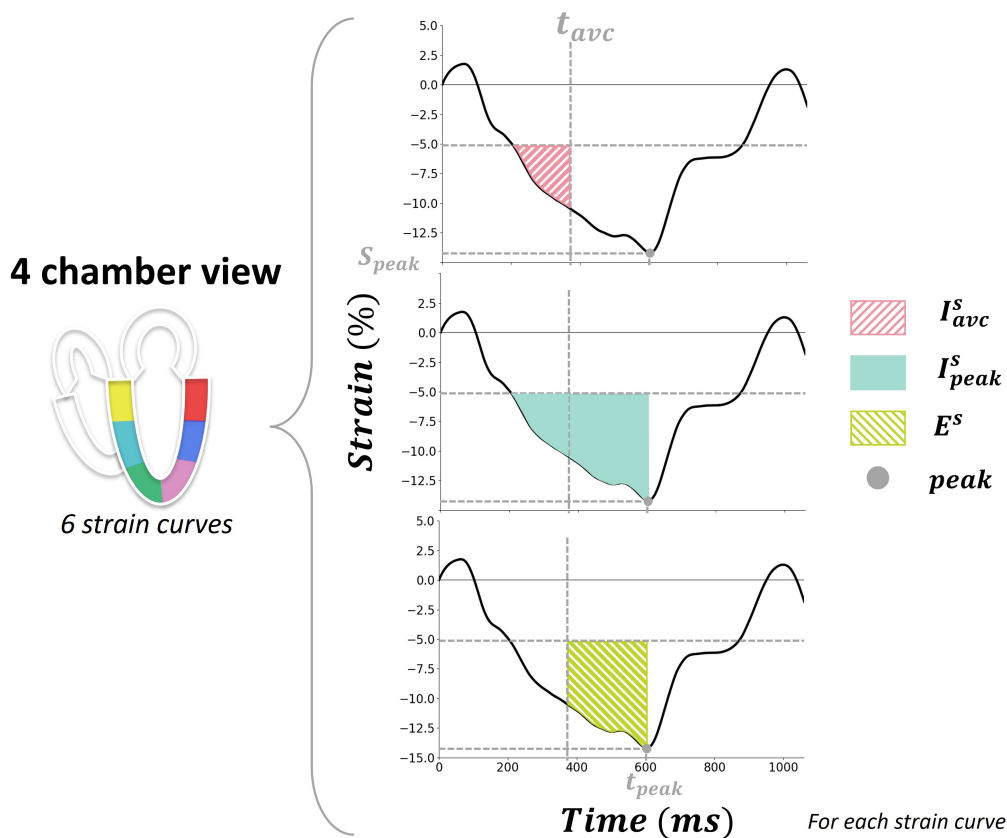 4 chamber view
6 strain curves
t_avc
5.0
2.5
0.0
−2.5
−5.0
−7.5
−10.0
−12.5
S_peak
Strain (%)
2.5
0.0
−2.5
−5.0
−7.5
−10.0
−12.5
5.0
2.5
0.0
−2.5
−5.0
−7.5
−10.0
−12.5
−15.0
0 200 400 600 800 1000
t_peak
Time (ms)
I^s_avc
I^s_peak
E^s
peak
For each strain curve